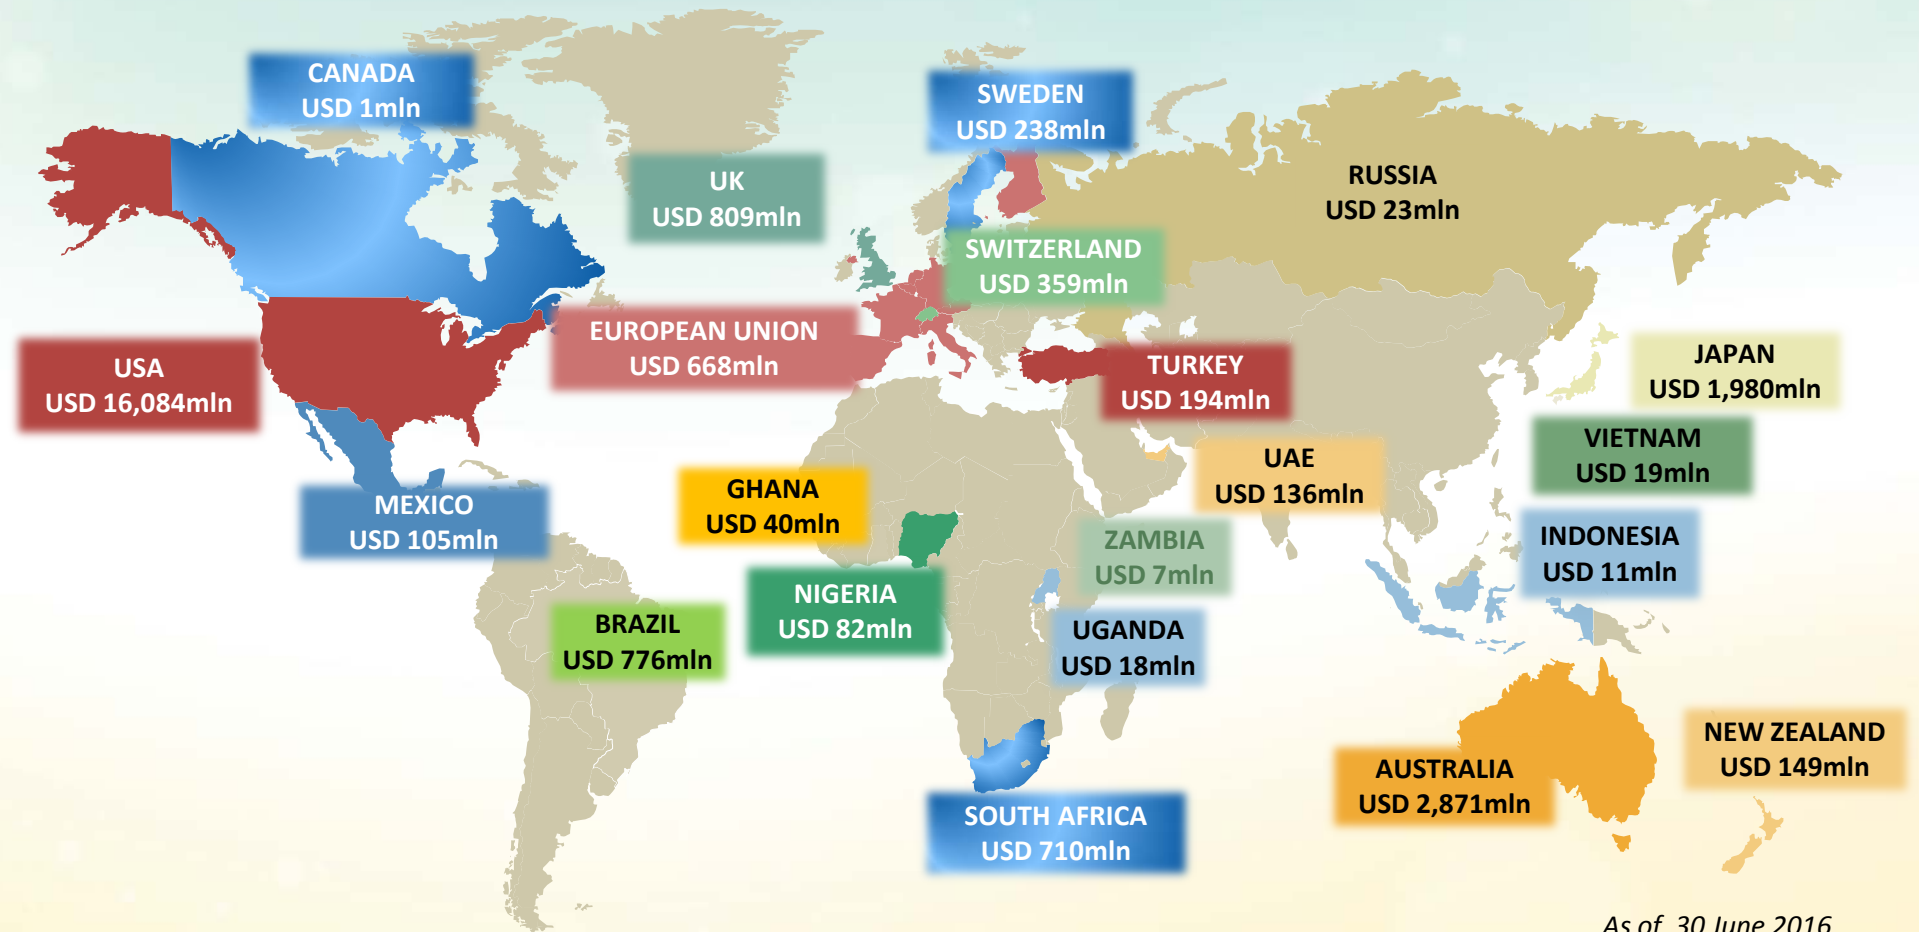 CANADA
USD 1mln
SWEDEN
USD 238mln
UK
USD 809mln
RUSSIA
USD 23mln
SWITZERLAND
USD 359mln
EUROPEAN UNION
USD 668mln
USA
USD 16,084mln
TURKEY
USD 194mln
JAPAN
USD 1,980mln
VIETNAM
USD 19mln
UAE
USD 136mln
GHANA
USD 40mln
MEXICO
USD 105mln
ZAMBIA
USD 7mln
INDONESIA
USD 11mln
NIGERIA
USD 82mln
BRAZIL
USD 776mln
UGANDA
USD 18mln
NEW ZEALAND
USD 149mln
AUSTRALIA
USD 2,871mln
SOUTH AFRICA
USD 710mln
As of 30 June 2016